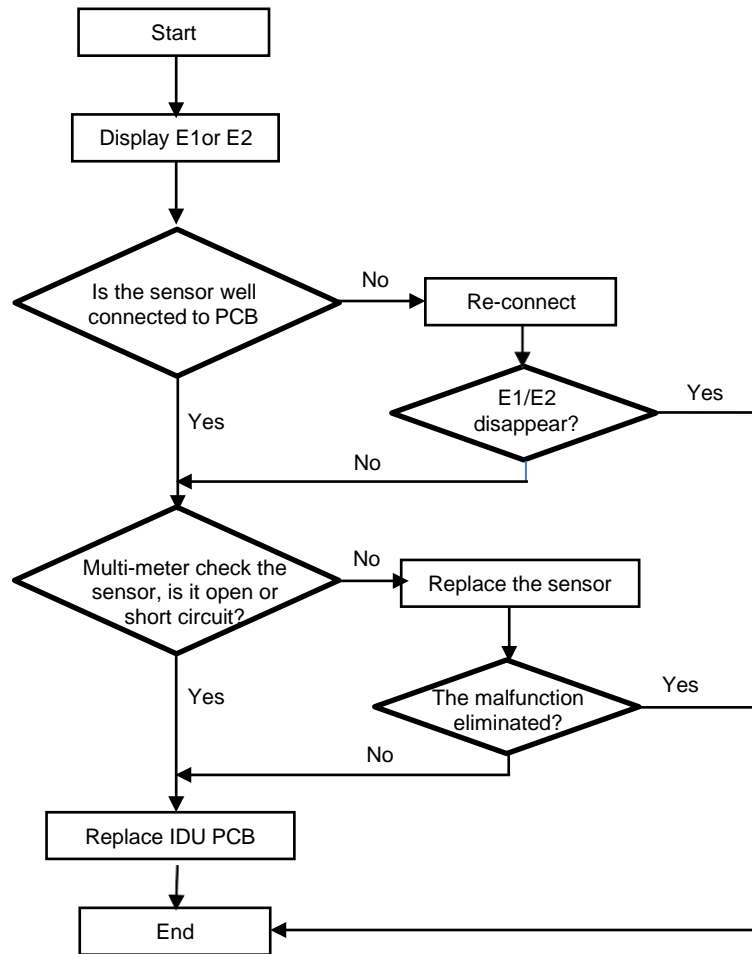 Start
Display E1or E2
Is the sensor well
connected to PCB
No
Re-connect
E1/E2
disappear?
Yes
Yes
No
Multi-meter check the
sensor, is it open or
short circuit?
No
Replace the sensor
Yes
The malfunction
eliminated?
Yes
No
Replace IDU PCB
End